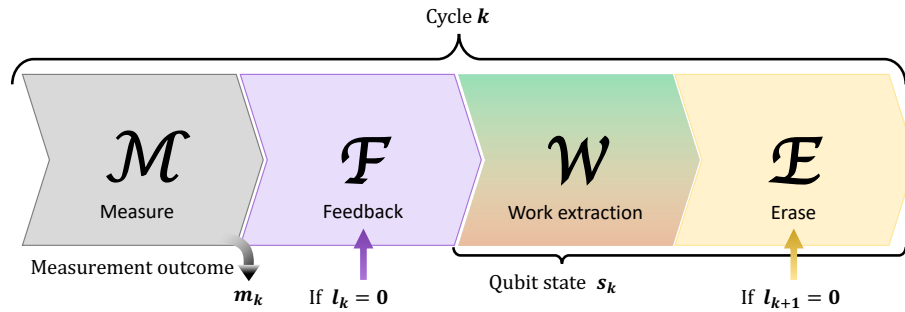 Cycle k
ℳ ℱ 𝒲 ℰ
Measure Feedback Work extraction Erase
Measurement outcome
m_k
If l_k = 0
Qubit state s_k
If l_{k+1} = 0